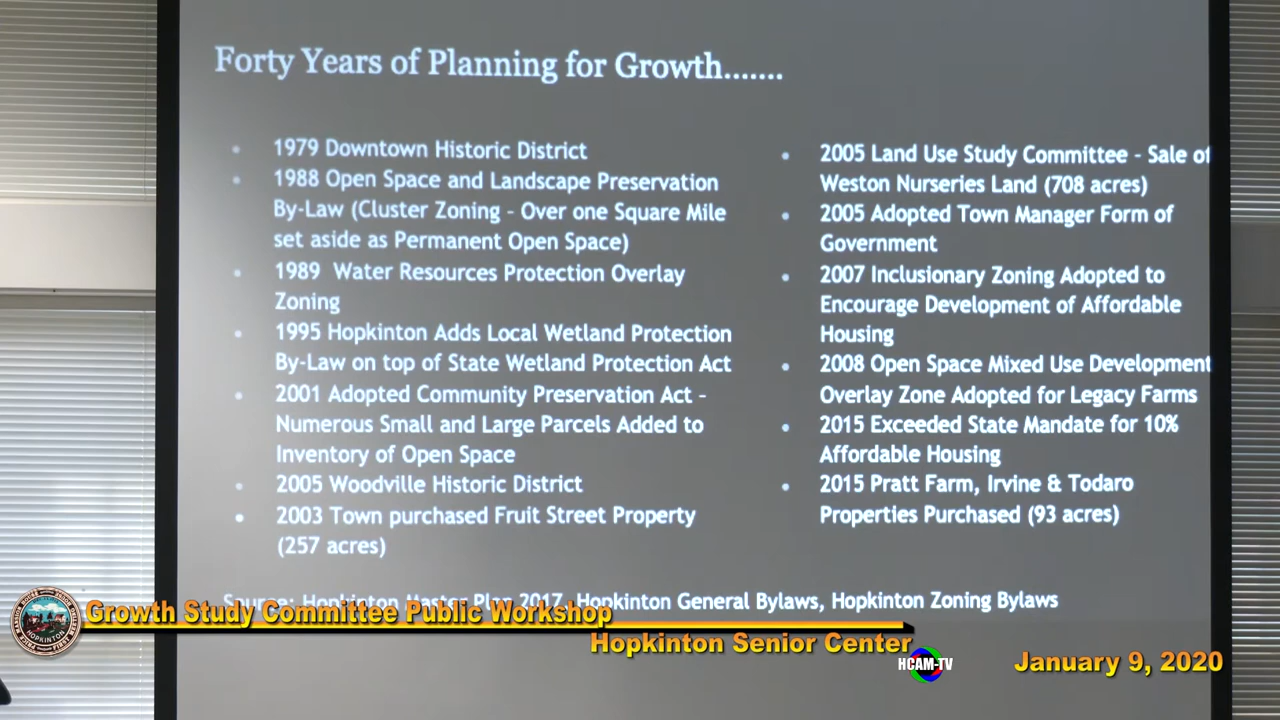 Forty Years of Planning for Growth.......
• 1979 Downtown Historic District
• 1988 Open Space and Landscape Preservation
By-Law (Cluster Zoning - Over one Square Mile
set aside as Permanent Open Space)
• 1989 Water Resources Protection Overlay
Zoning
• 1995 Hopkinton Adds Local Wetland Protection
By-Law on top of State Wetland Protection Act
• 2001 Adopted Community Preservation Act –
Numerous Small and Large Parcels Added to
Inventory of Open Space
• 2005 Woodville Historic District
• 2003 Town purchased Fruit Street Property
(257 acres)
• 2005 Land Use Study Committee - Sale of
Weston Nurseries Land (708 acres)
• 2005 Adopted Town Manager Form of
Government
• 2007 Inclusionary Zoning Adopted to
Encourage Development of Affordable
Housing
• 2008 Open Space Mixed Use Development
Overlay Zone Adopted for Legacy Farms
• 2015 Exceeded State Mandate for 10%
Affordable Housing
• 2015 Pratt Farm, Irvine & Todaro
Properties Purchased (93 acres)
Source: Hopkinton Master Plan 2017, Hopkinton General Bylaws, Hopkinton Zoning Bylaws
Growth Study Committee Public Workshop
Hopkinton Senior Center
HCAM-TV
January 9, 2020
HOPKINTON